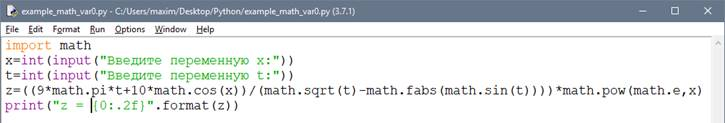 example_math_var0.py - C:/Users/maxim/Desktop/Python/example_math_var0.py (3.7.1)
File Edit Format Run Options Window Help
import math
x=int(input("Введите переменную x:"))
t=int(input("Введите переменную t:"))
z=((9*math.pi*t+10*math.cos(x))/(math.sqrt(t)-math.fabs(math.sin(t))))*math.pow(math.e,x)
print("z = {0:.2f}".format(z))